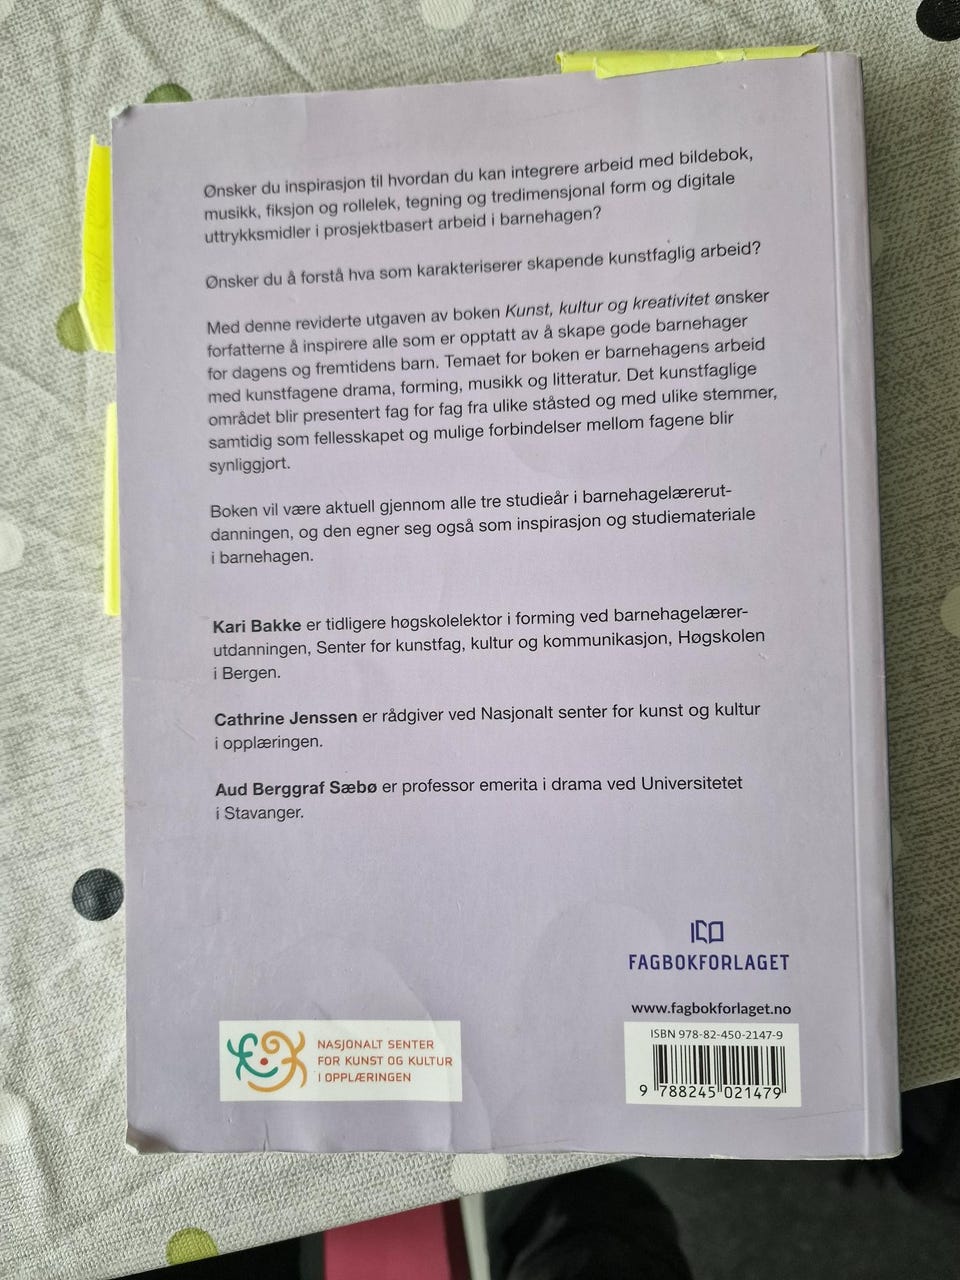 Ønsker du inspirasjon til hvordan du kan integrere arbeid med bildebok,
musikk, fiksjon og rollelek, tegning og tredimensjonal form og digitale
uttrykksmidler i prosjektbasert arbeid i barnehagen?
Ønsker du å forstå hva som karakteriserer skapende kunstfaglig arbeid?
Med denne reviderte utgaven av boken Kunst, kultur og kreativitet ønsker
forfatterne å inspirere alle som er opptatt av å skape gode barnehager
for dagens og fremtidens barn. Temaet for boken er barnehagens arbeid
med kunstfagene drama, forming, musikk og litteratur. Det kunstfaglige
området blir presentert fag for fag fra ulike ståsted og med ulike stemmer,
samtidig som fellesskapet og mulige forbindelser mellom fagene blir
synliggjort.
Boken vil være aktuell gjennom alle tre studieår i barnehagelærerut-
danningen, og den egner seg også som inspirasjon og studiemateriale
i barnehagen.
Kari Bakke er tidligere høgskolelektor i forming ved barnehagelærer-
utdanningen, Senter for kunstfag, kultur og kommunikasjon, Høgskolen
i Bergen.
Cathrine Jenssen er rådgiver ved Nasjonalt senter for kunst og kultur
i opplæringen.
Aud Berggraf Sæbø er professor emerita i drama ved Universitetet
i Stavanger.
FAGBOKFORLAGET
www.fagbokforlaget.no
ISBN 978-82-450-2147-9
9 788245 021479
NASJONALT SENTER
FOR KUNST OG KULTUR
I OPPLÆRINGEN